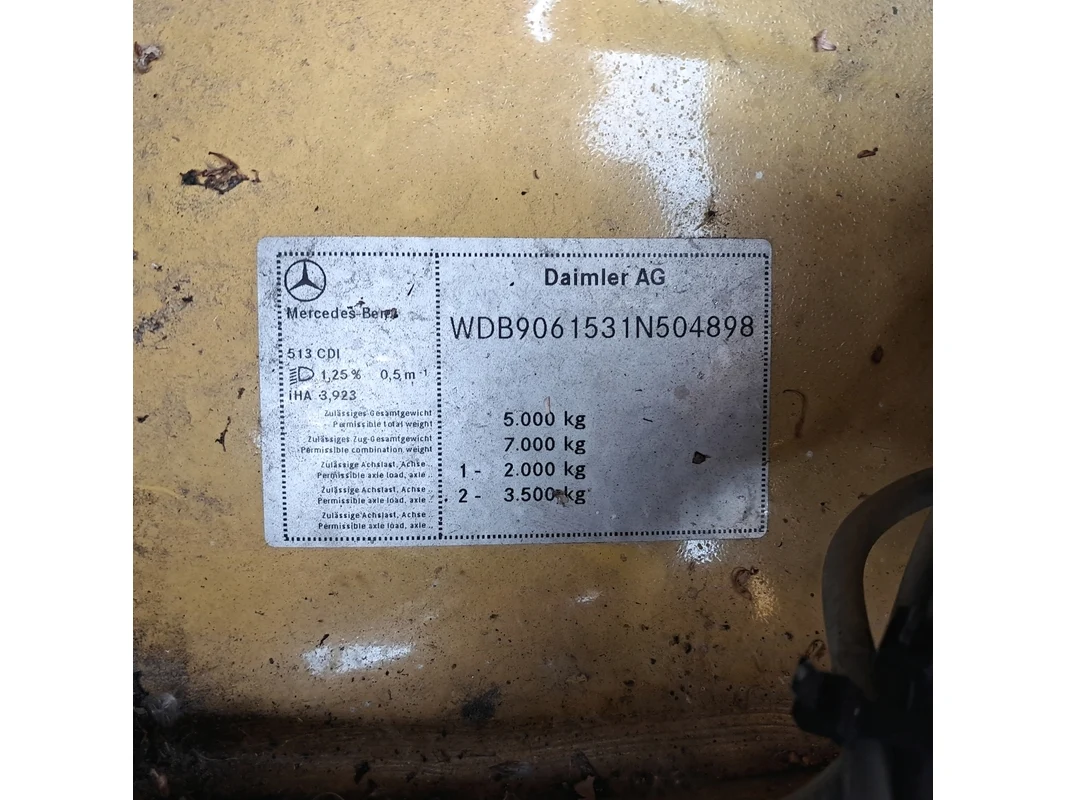 Daimler AG
Mercedes-Benz
WDB9061531N504898
513 CDI
1,25 % 0,5 m⁻¹
iHA 3,923
Zulässiges Gesamtgewicht
Permissible total weight
5.000 kg
Zulässiges Zug-Gesamtgewicht
Permissible combination weight
7.000 kg
Zulässige Achslast, Achse..
Permissible axle load, axle..
1 - 2.000 kg
Zulässige Achslast, Achse..
Permissible axle load, axle..
2 - 3.500 kg
Zulässige Achslast, Achse..
Permissible axle load, axle..